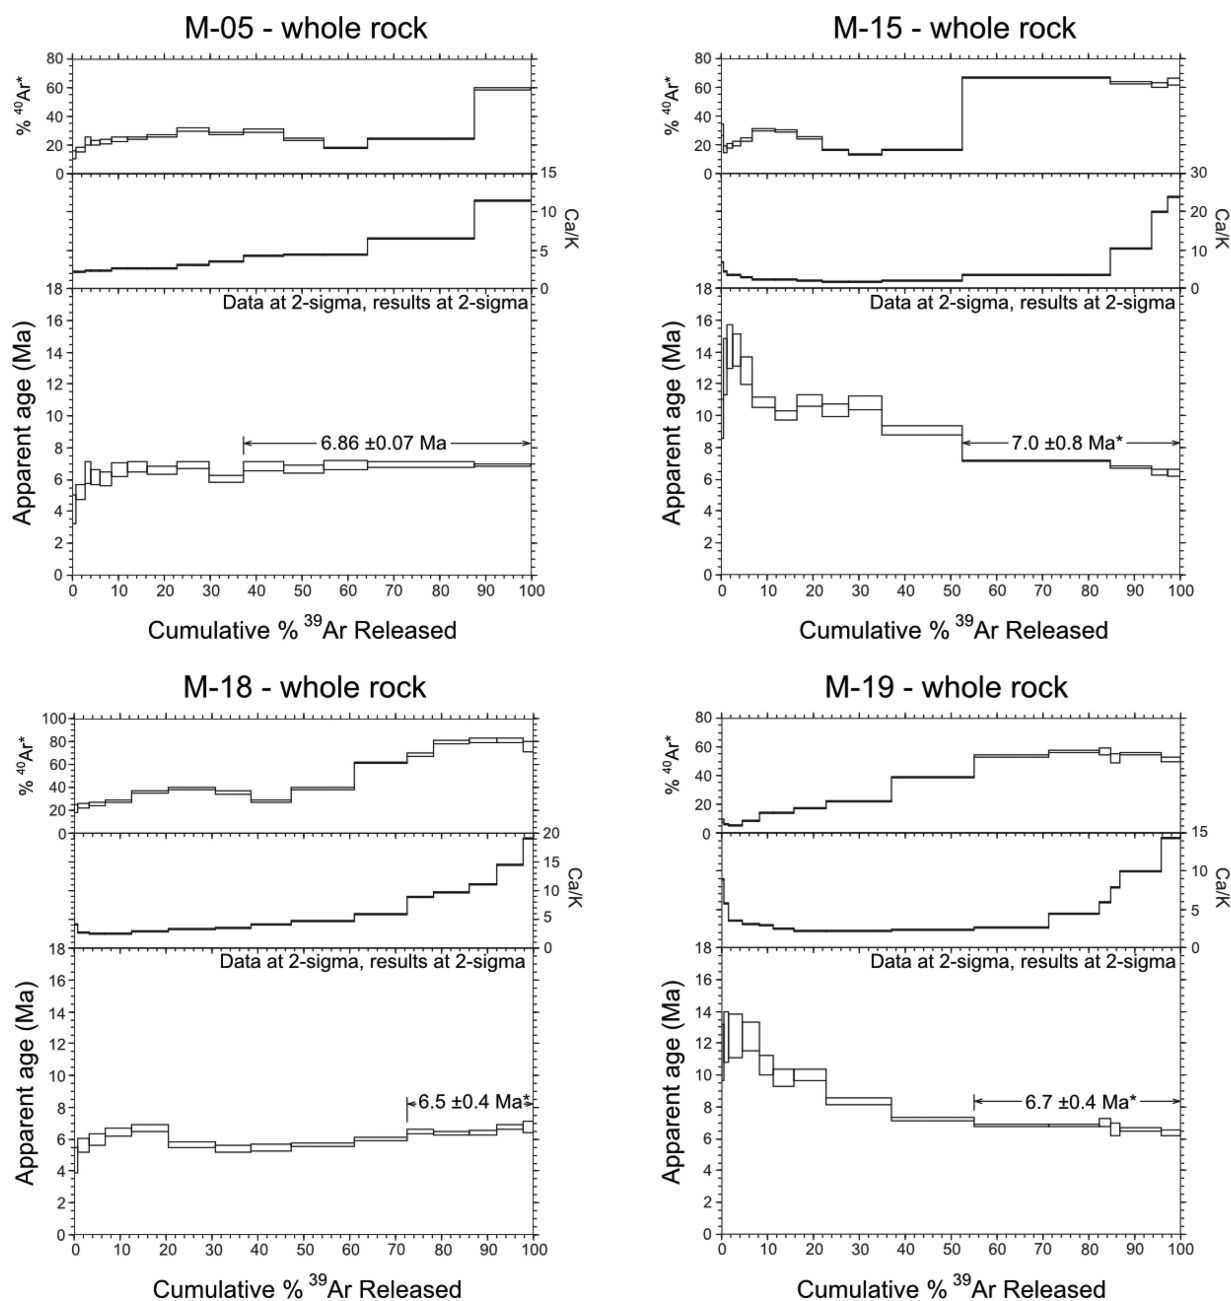 M-05 - whole rock
% ⁴⁰Ar*
80
60
40
20
0
15
10
5
0
Ca/K
Data at 2-sigma, results at 2-sigma
Apparent age (Ma)
18
16
14
12
10
8
6
4
2
0
6.86 ±0.07 Ma
0 10 20 30 40 50 60 70 80 90 100
Cumulative % ³⁹Ar Released
M-15 - whole rock
% ⁴⁰Ar*
80
60
40
20
0
30
20
10
0
Ca/K
Data at 2-sigma, results at 2-sigma
Apparent age (Ma)
18
16
14
12
10
8
6
4
2
0
7.0 ±0.8 Ma*
0 10 20 30 40 50 60 70 80 90 100
Cumulative % ³⁹Ar Released
M-18 - whole rock
% ⁴⁰Ar*
100
80
60
40
20
0
20
15
10
5
0
Ca/K
Data at 2-sigma, results at 2-sigma
Apparent age (Ma)
18
16
14
12
10
8
6
4
2
0
6.5 ±0.4 Ma*
0 10 20 30 40 50 60 70 80 90 100
Cumulative % ³⁹Ar Released
M-19 - whole rock
% ⁴⁰Ar*
80
60
40
20
0
15
10
5
0
Ca/K
Data at 2-sigma, results at 2-sigma
Apparent age (Ma)
18
16
14
12
10
8
6
4
2
0
6.7 ±0.4 Ma*
0 10 20 30 40 50 60 70 80 90 100
Cumulative % ³⁹Ar Released